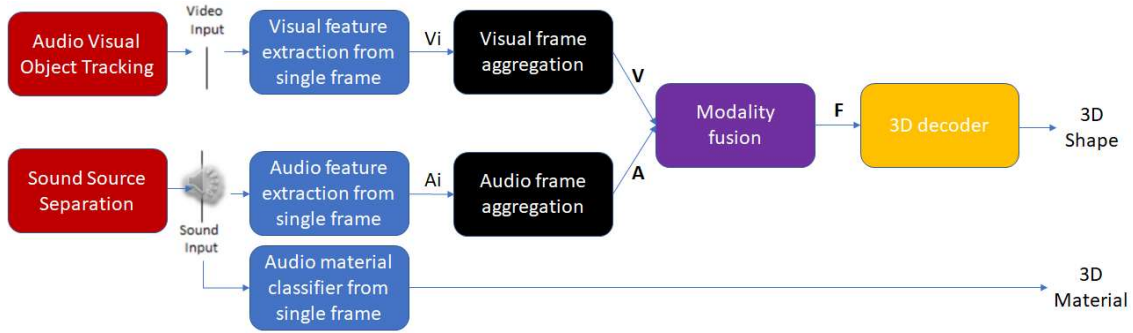 Audio Visual
Object Tracking
Video
Input
Visual feature
extraction from
single frame
Vi
Visual frame
aggregation
V
Modality
fusion
F
3D decoder
3D
Shape
Sound Source
Separation
Sound
Input
Audio feature
extraction from
single frame
Ai
Audio frame
aggregation
A
Audio material
classifier from
single frame
3D
Material